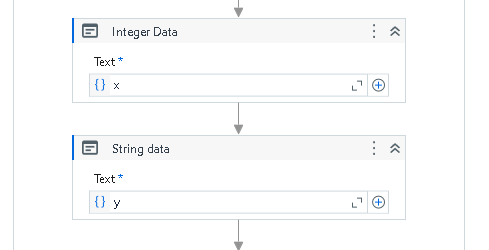 Integer Data
Text *
{} x
String data
Text *
{} y